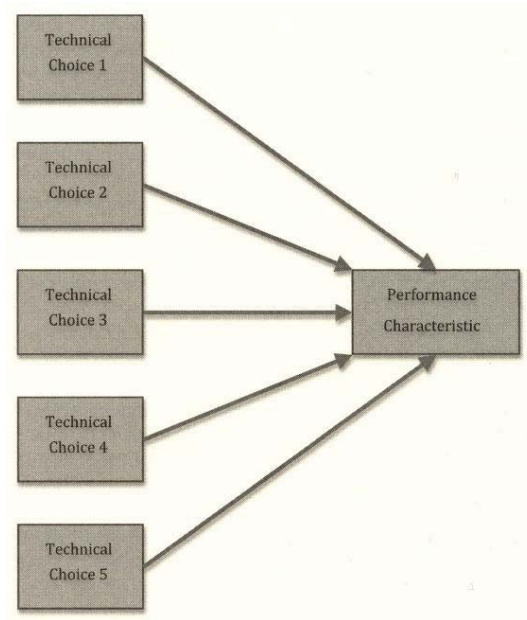 Technical
Choice 1
Technical
Choice 2
Technical
Choice 3
Performance
Characteristic
Technical
Choice 4
Technical
Choice 5